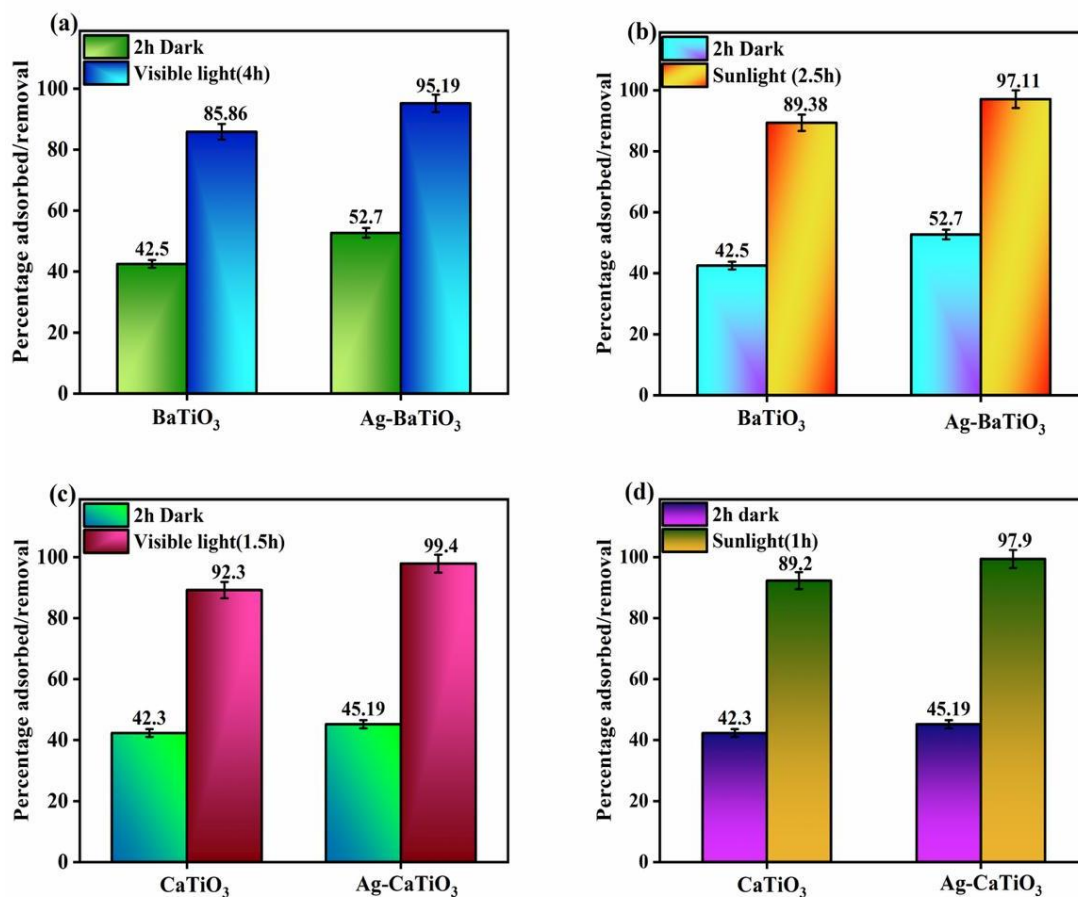 (a)
2h Dark
Visible light(4h)
Percentage adsorbed/removal
100
80
60
40
20
0
42.5
85.86
52.7
95.19
BaTiO₃
Ag-BaTiO₃
(b)
2h Dark
Sunlight (2.5h)
Percentage adsorbed/removal
100
80
60
40
20
0
42.5
89.38
52.7
97.11
BaTiO₃
Ag-BaTiO₃
(c)
2h Dark
Visible light(1.5h)
Percentage adsorbed/removal
100
80
60
40
20
0
42.3
92.3
45.19
99.4
CaTiO₃
Ag-CaTiO₃
(d)
2h dark
Sunlight(1h)
Percentage adsorbed/removal
100
80
60
40
20
0
42.3
89.2
45.19
97.9
CaTiO₃
Ag-CaTiO₃